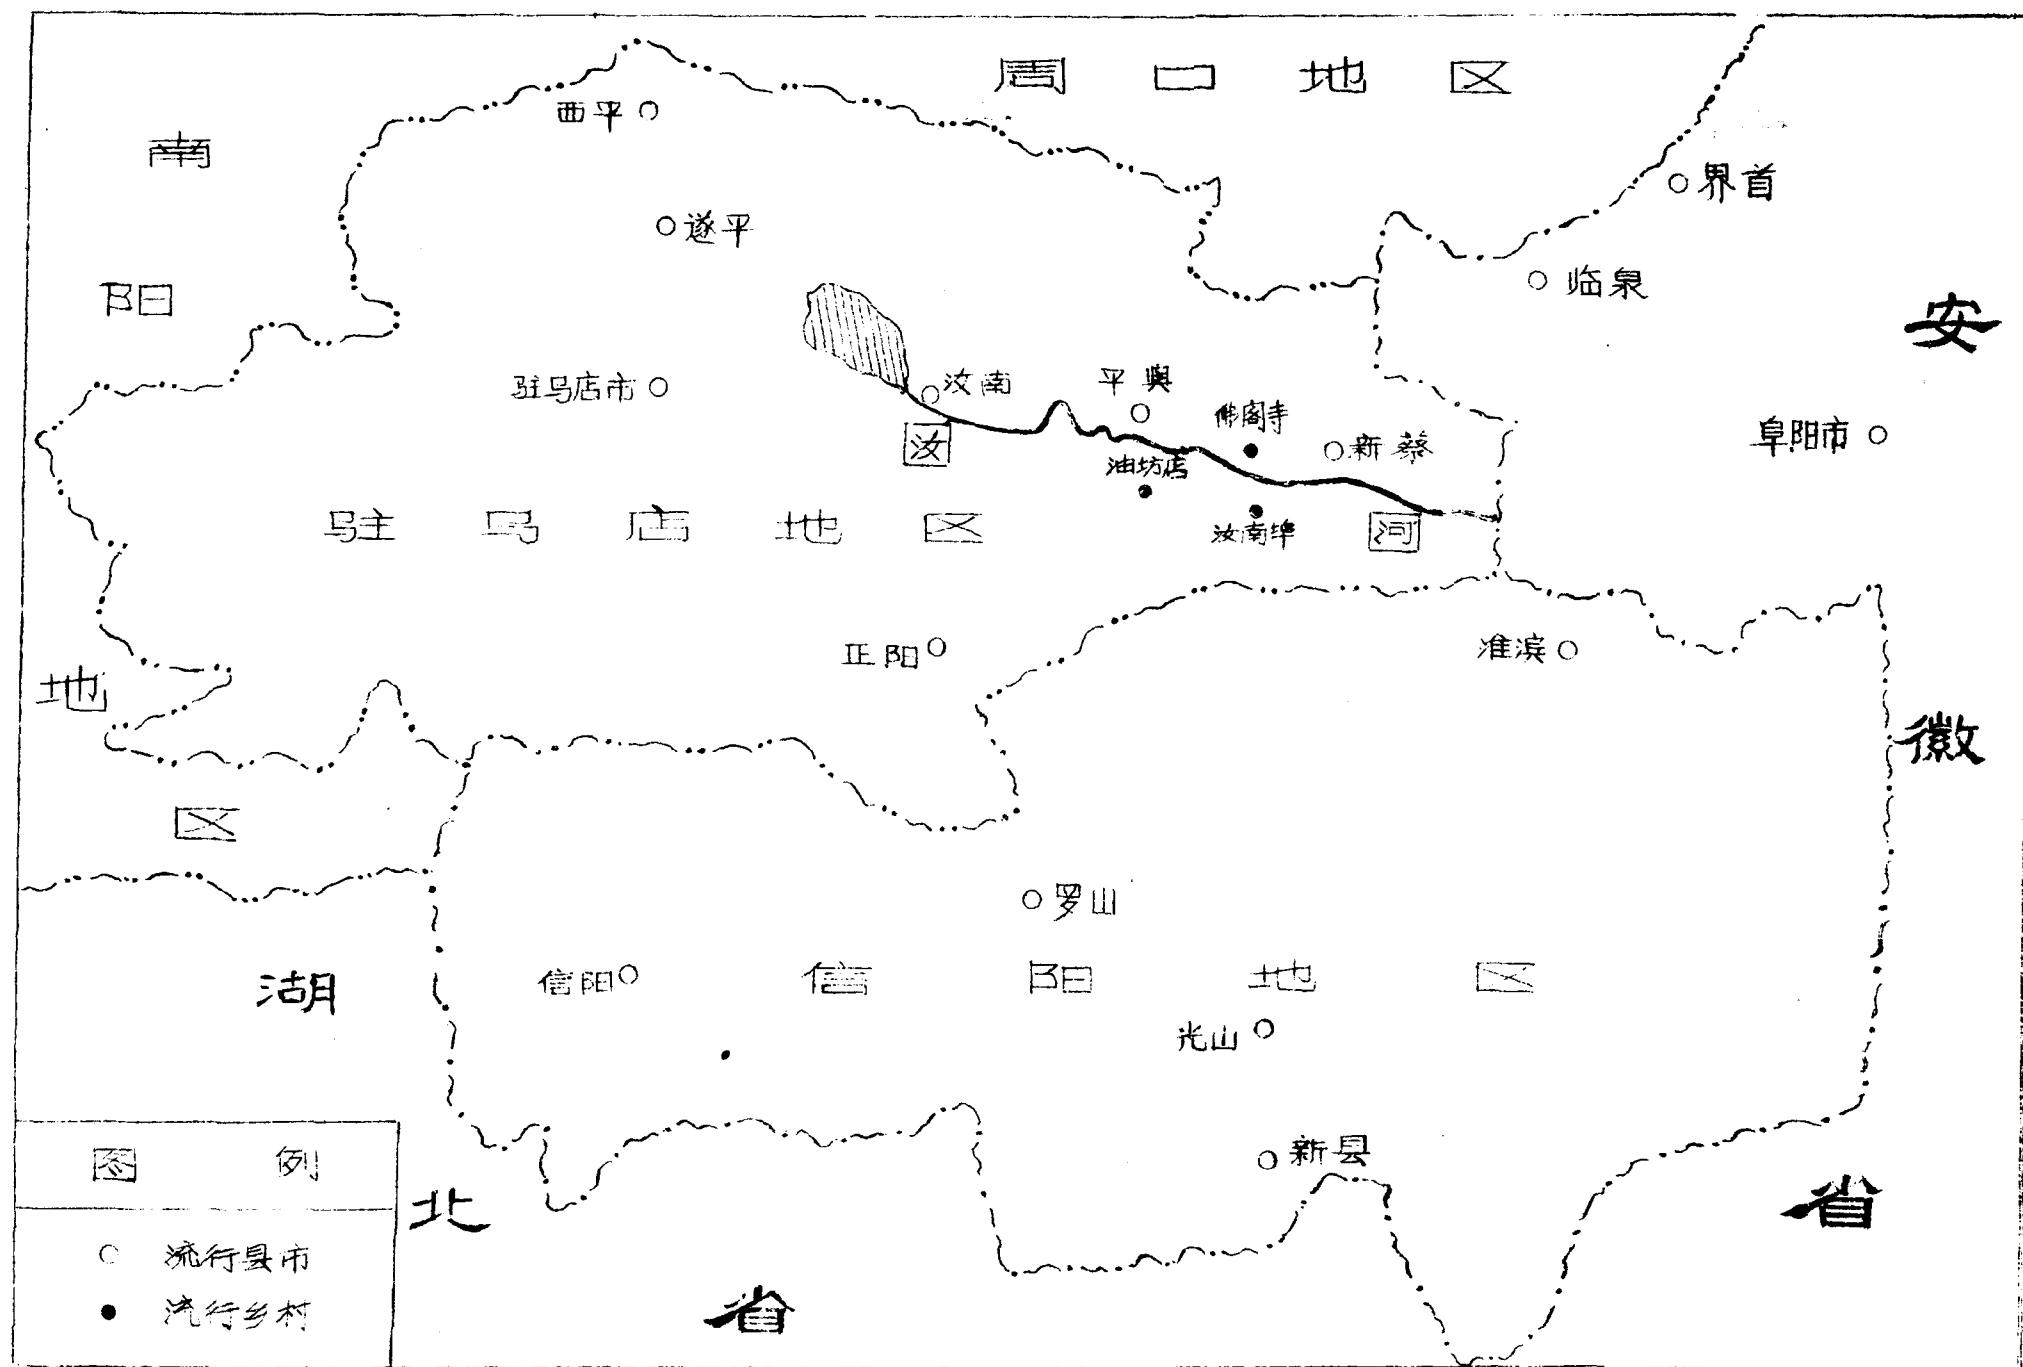 周口地区
南阳地区
西平
遂平
界首
临泉
安徽省
驻马店市
汝南
平舆
佛阁寺
新蔡
阜阳市
汝河
油坊店
汝南埠
驻马店地区
正阳
淮滨
罗山
信阳
信阳地区
光山
新县
湖北省
图例
流行县市
流行乡村